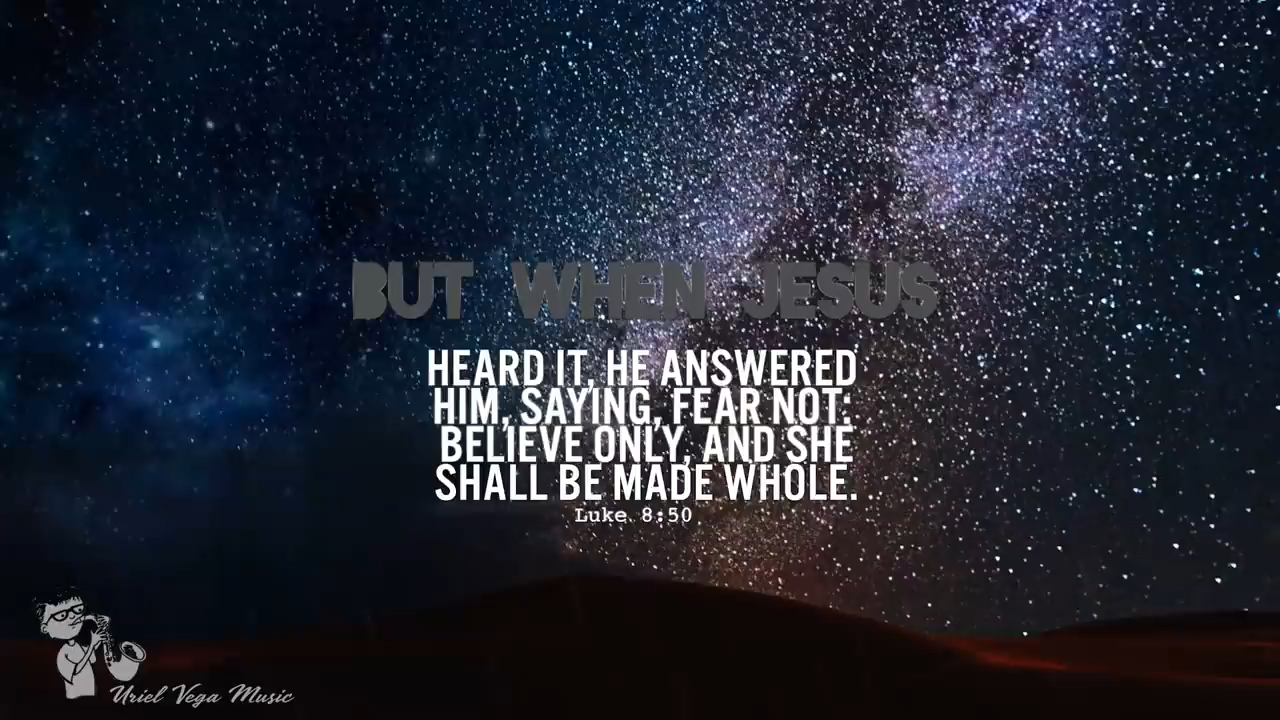 BUT WHEN JESUS
HEARD IT, HE ANSWERED
HIM, SAYING, FEAR NOT:
BELIEVE ONLY, AND SHE
SHALL BE MADE WHOLE.
Luke 8:50
Uriel Vega Music